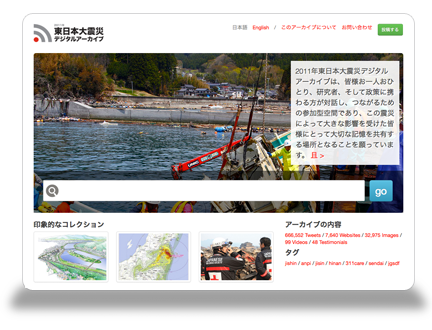 2011年
東日本大震災
デジタルアーカイブ
日本語 English / このアーカイブについて お問い合わせ
投稿する
2011年東日本大震災デジタル
アーカイブは、皆様お一人おひ
とり、研究者、そして政策に携
わる方が対話し、つながるため
の参加型空間であり、この震災
によって大きな影響を受けた皆
様にとって大切な記憶を共有す
る場所となることを願っていま
す。 且 >
go
印象的なコレクション
アーカイブの内容
666,552 Tweets / 7,640 Websites / 32,975 Images /
99 Videos / 48 Testimonials
タグ
jishin / anpi / jisin / hinan / 311care / sendai / jgsdf